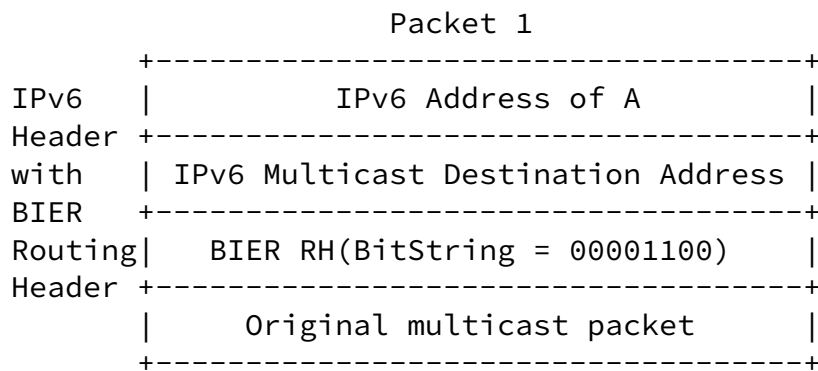 Packet 1
+------------------------------------+
IPv6   |          IPv6 Address of A         |
Header +------------------------------------+
with   | IPv6 Multicast Destination Address |
BIER   +------------------------------------+
Routing|   BIER RH(BitString = 00001100)    |
Header +------------------------------------+
|     Original multicast packet      |
+------------------------------------+